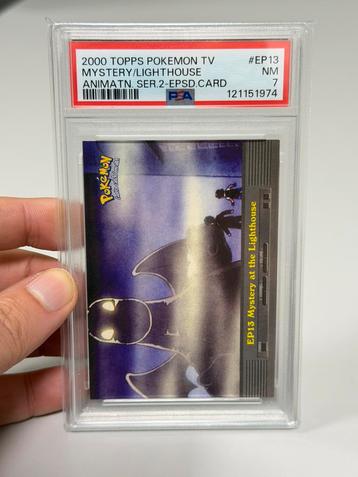 2000 TOPPS POKEMON TV #EP13
MYSTERY/LIGHTHOUSE NM
ANIMATN. SER.2-EPSD.CARD 7
PSA 121151974
POKéMON
EP13 Mystery at the Lighthouse